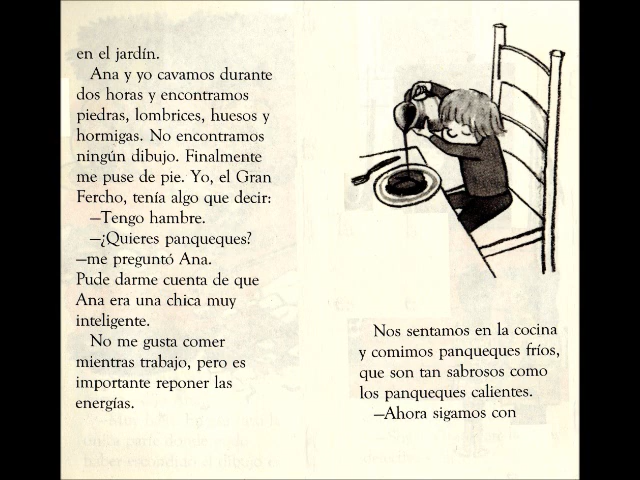 en el jardín.
Ana y yo cavamos durante
dos horas y encontramos
piedras, lombrices, huesos y
hormigas. No encontramos
ningún dibujo. Finalmente
me puse de pie. Yo, el Gran
Fercho, tenía algo que decir:
—Tengo hambre.
—¿Quieres panqueques?
—me preguntó Ana.
Pude darme cuenta de que
Ana era una chica muy
inteligente.
No me gusta comer
mientras trabajo, pero es
importante reponer las
energías.
Nos sentamos en la cocina
y comimos panqueques fríos,
que son tan sabrosos como
los panqueques calientes.
—Ahora sigamos con